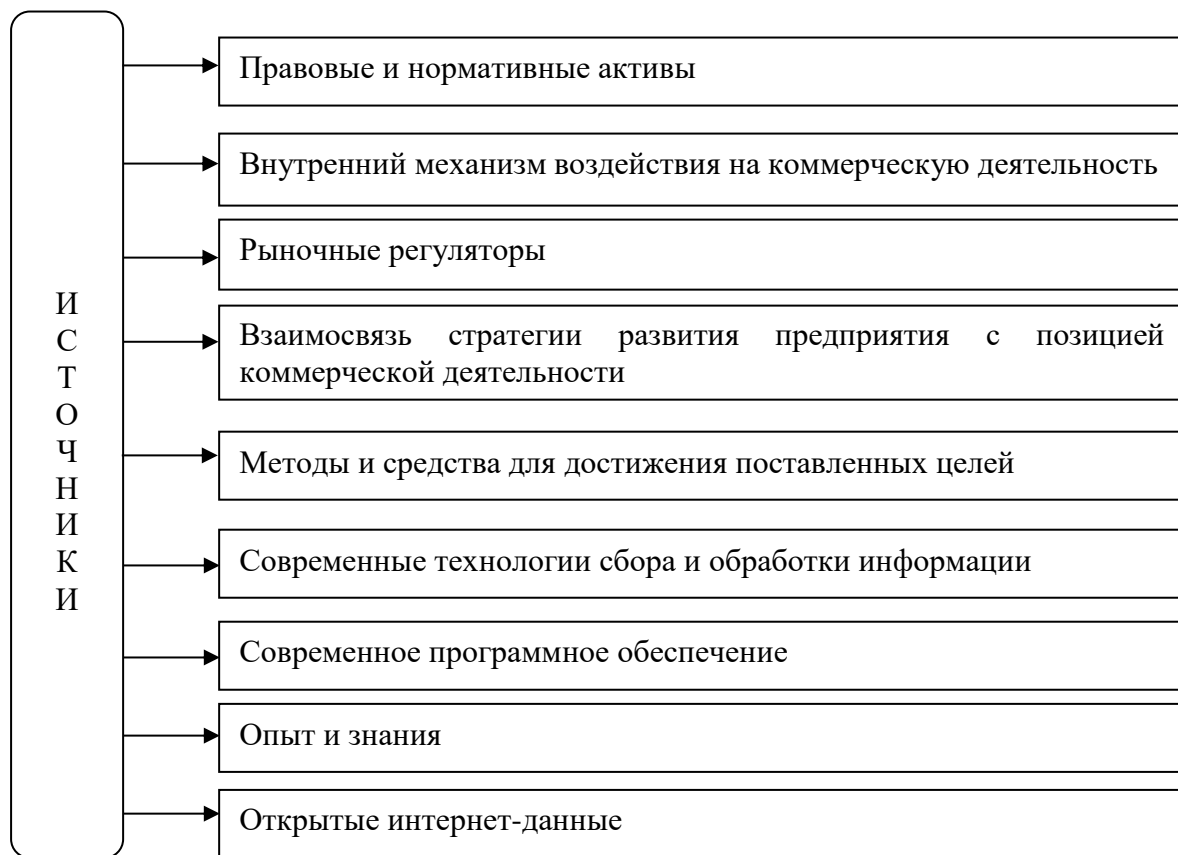 ИСТОЧНИКИ
Правовые и нормативные активы
Внутренний механизм воздействия на коммерческую деятельность
Рыночные регуляторы
Взаимосвязь стратегии развития предприятия с позицией
коммерческой деятельности
Методы и средства для достижения поставленных целей
Современные технологии сбора и обработки информации
Современное программное обеспечение
Опыт и знания
Открытые интернет-данные